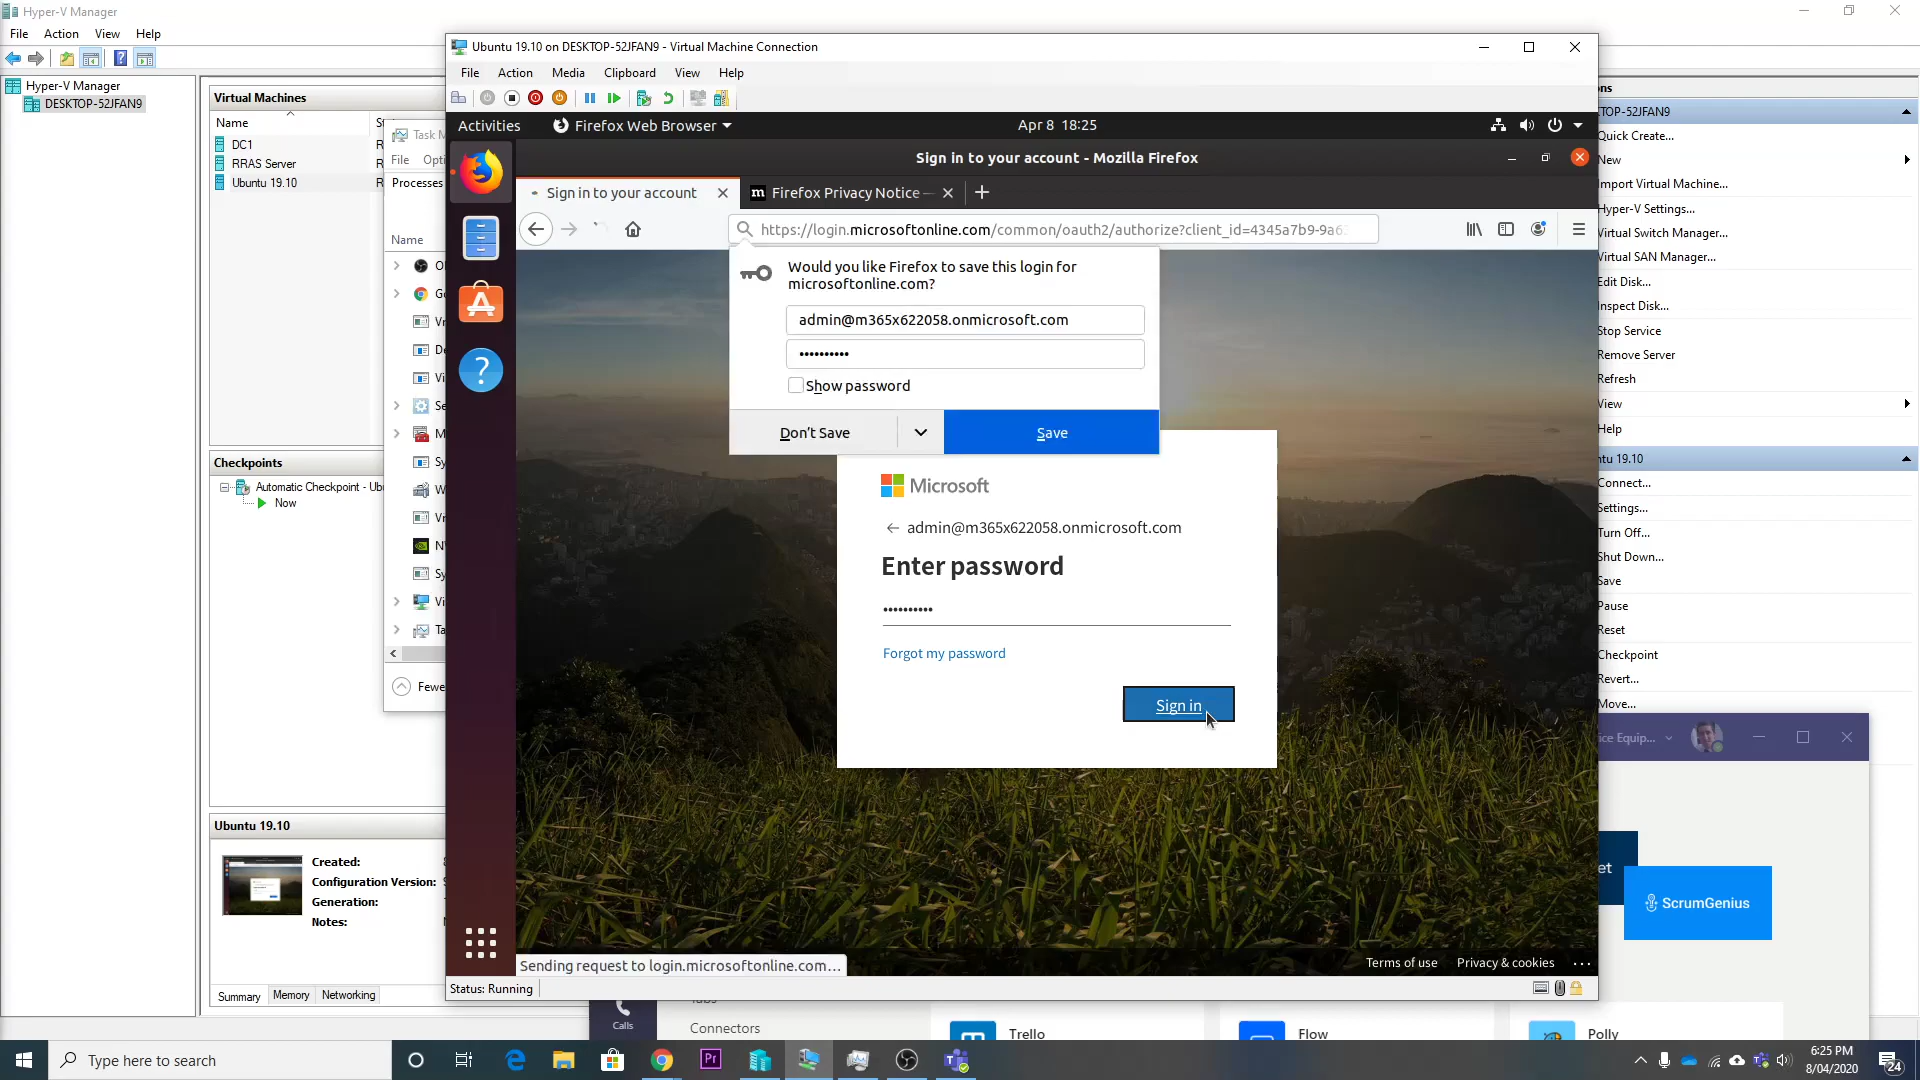 Hyper-V Manager
File Action View Help
Hyper-V Manager
DESKTOP-52JFAN9
Virtual Machines
Name
DC1
RRAS Server
Ubuntu 19.10
Checkpoints
Automatic Checkpoint - Ubu
Now
Ubuntu 19.10
Created:
Configuration Version:
Generation:
Notes:
Summary Memory Networking
Task M
File Opti
Processes
Name
Fewe
Ubuntu 19.10 on DESKTOP-52JFAN9 - Virtual Machine Connection
File Action Media Clipboard View Help
Activities Firefox Web Browser Apr 8 18:25
Sign in to your account - Mozilla Firefox
Sign in to your account Firefox Privacy Notice —
https://login.microsoftonline.com/common/oauth2/authorize?client_id=4345a7b9-9a6
Would you like Firefox to save this login for
microsoftonline.com?
admin@m365x622058.onmicrosoft.com
••••••••••
Show password
Don't Save Save
Microsoft
admin@m365x622058.onmicrosoft.com
Enter password
••••••••••
Forgot my password
Sign in
Sending request to login.microsoftonline.com…
Terms of use Privacy & cookies ...
Status: Running
ons
TOP-52JFAN9
Quick Create...
New
Import Virtual Machine...
Hyper-V Settings...
Virtual Switch Manager...
Virtual SAN Manager...
Edit Disk...
Inspect Disk...
Stop Service
Remove Server
Refresh
View
Help
ntu 19.10
Connect...
Settings...
Turn Off...
Shut Down...
Save
Pause
Reset
Checkpoint
Revert...
Move...
ice Equip...
et
ScrumGenius
Calls
Connectors
Trello Flow Polly
Type here to search
6:25 PM
8/04/2020
24